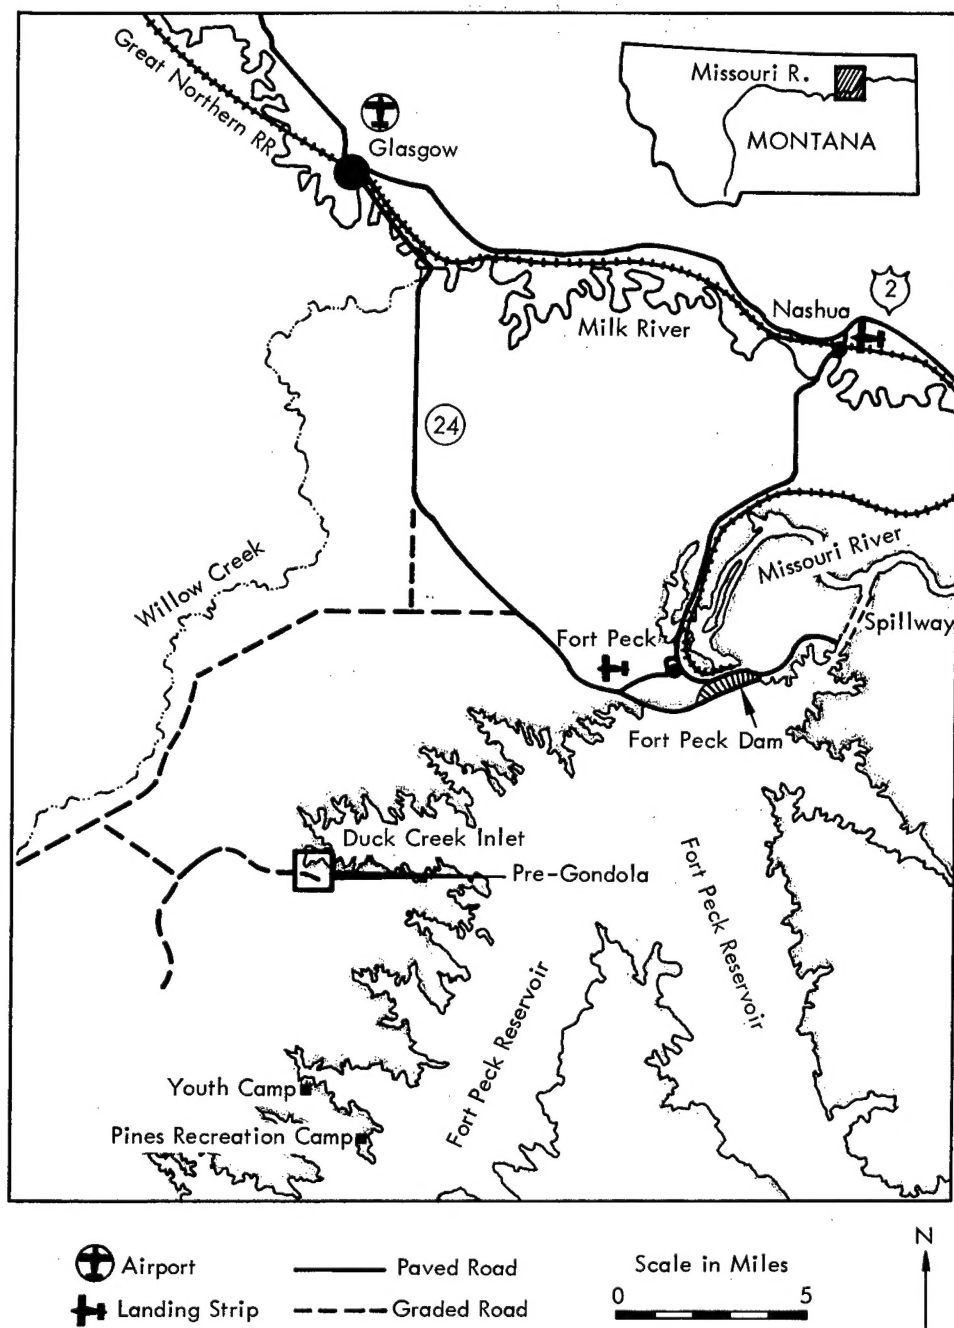 Great Northern RR
Glasgow
Missouri R.
MONTANA
2
Nashua
Milk River
24
Willow Creek
Missouri River
Spillway
Fort Peck
Fort Peck Dam
Duck Creek Inlet
Pre-Gondola
Fort Peck Reservoir
Fort Peck Reservoir
Youth Camp
Pines Recreation Camp
Airport
Landing Strip
Paved Road
Graded Road
Scale in Miles
0 5
N